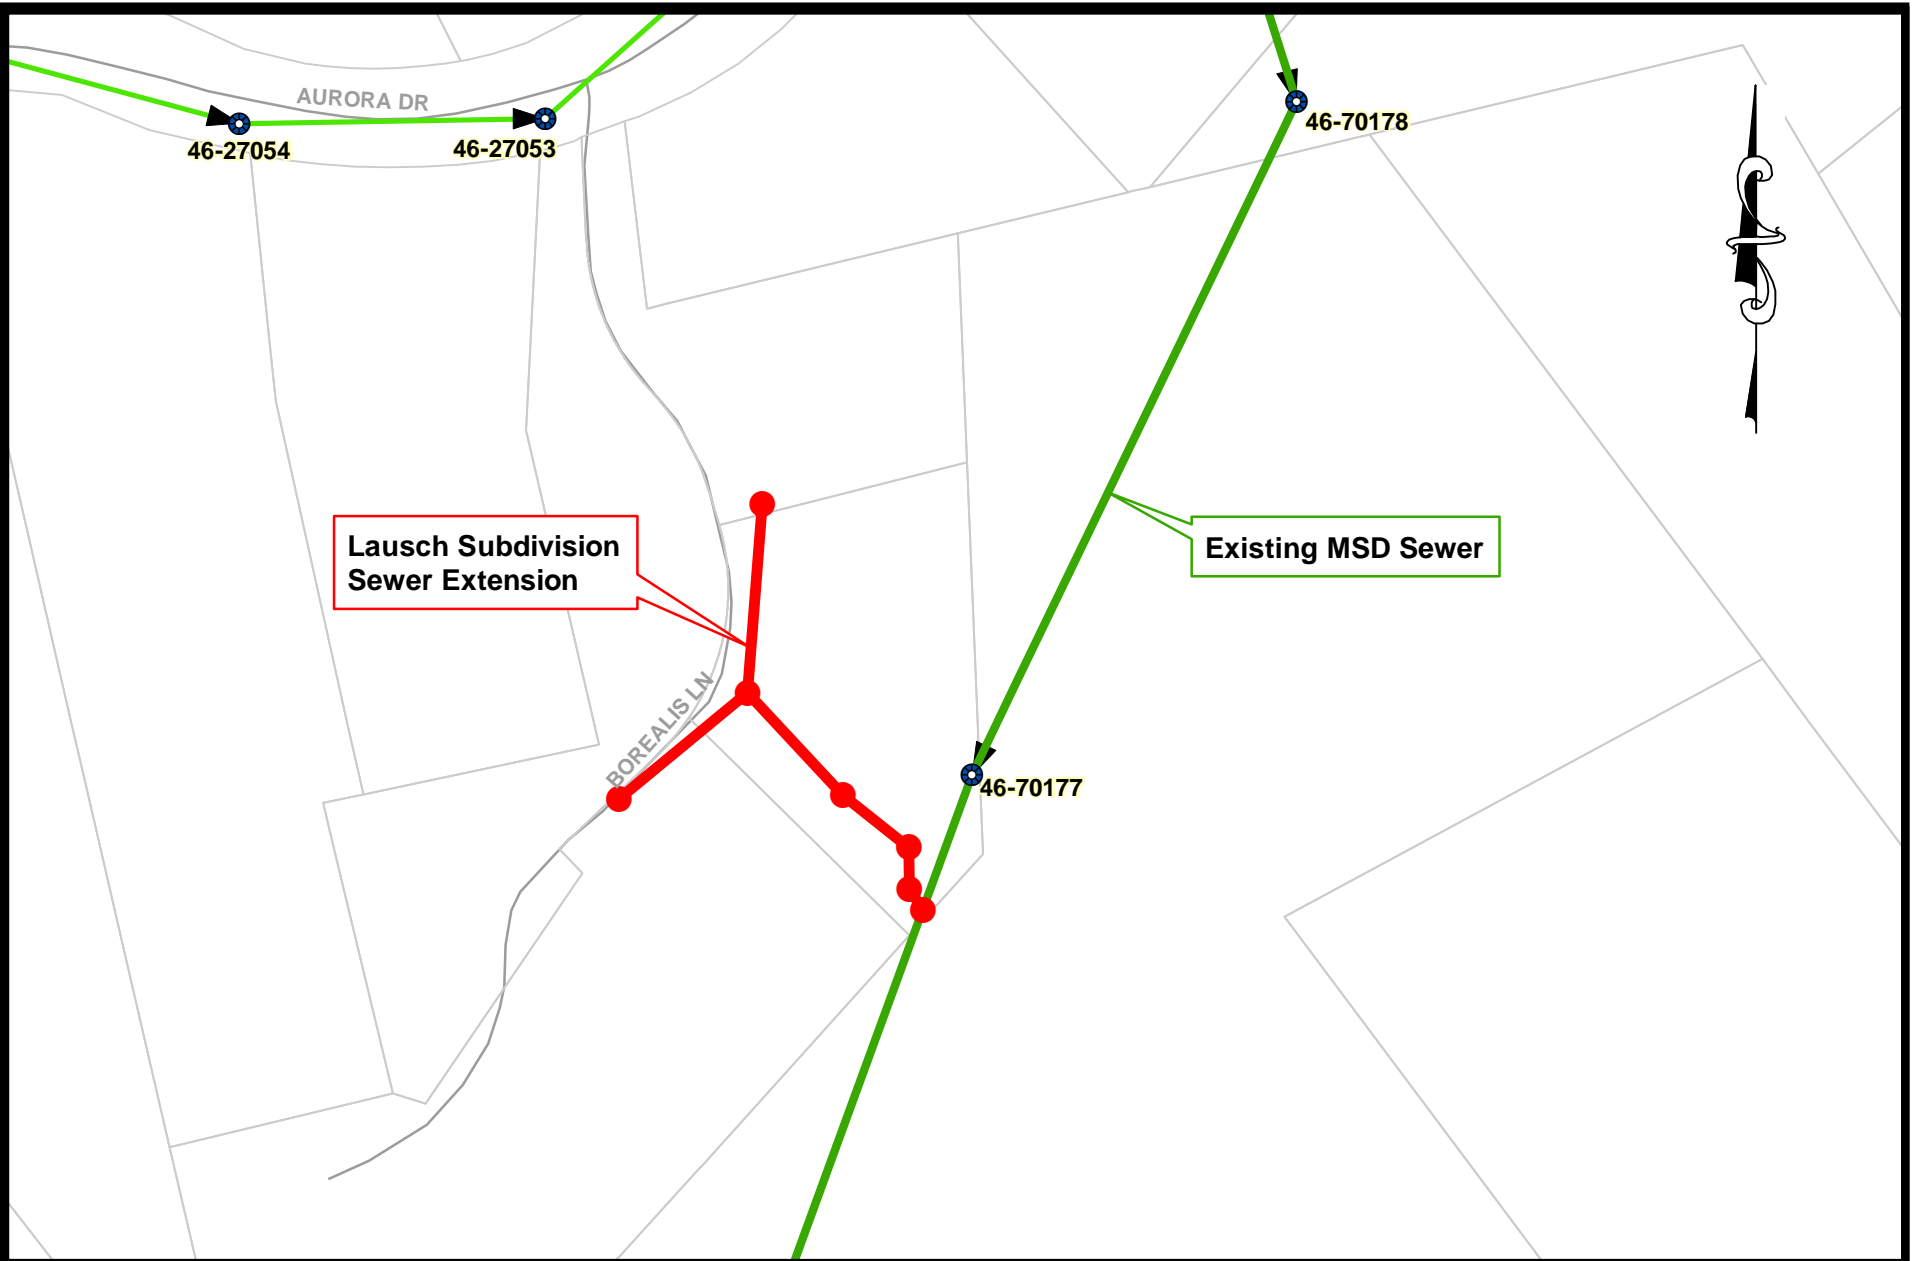 AURORA DR
46-27054
46-27053
46-70178
Lausch Subdivision
Sewer Extension
Existing MSD Sewer
BOREALIS LN
46-70177